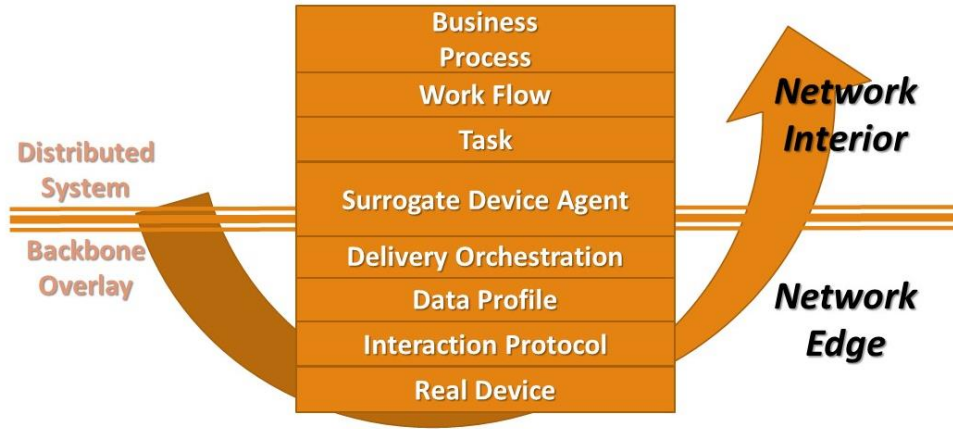 Business
Process
Work Flow
Task
Surrogate Device Agent
Delivery Orchestration
Data Profile
Interaction Protocol
Real Device
Distributed
System
Backbone
Overlay
Network
Interior
Network
Edge